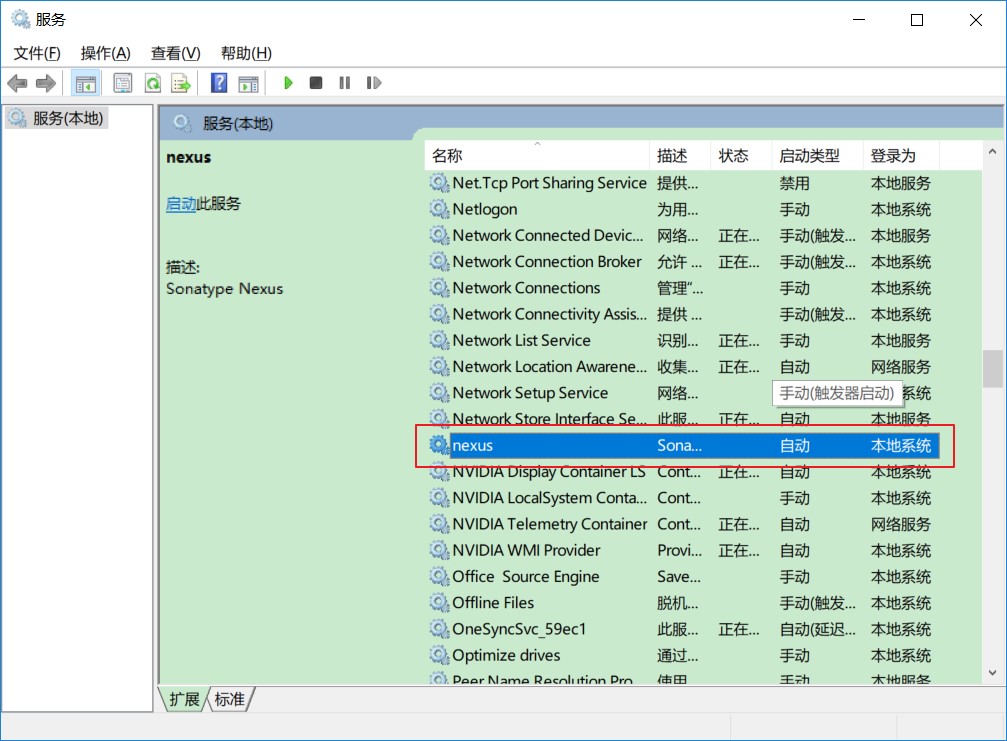 服务
文件(F) 操作(A) 查看(V) 帮助(H)
服务(本地)
服务(本地)
nexus
启动此服务
描述:
Sonatype Nexus
名称 描述 状态 启动类型 登录为
Net.Tcp Port Sharing Service 提供... 禁用 本地服务
Netlogon 为用... 手动 本地系统
Network Connected Devic... 网络... 正在... 手动(触发... 本地服务
Network Connection Broker 允许 ... 正在... 手动(触发... 本地系统
Network Connections 管理“... 手动 本地系统
Network Connectivity Assis... 提供 ... 手动(触发... 本地系统
Network List Service 识别... 正在... 手动 本地服务
Network Location Awarene... 收集... 正在... 自动 网络服务
Network Setup Service 网络... 手动(触发器启动) 系统
Network Store Interface Se... 此服... 正在... 自动 本地服务
nexus Sona... 自动 本地系统
NVIDIA Display Container LS Cont... 正在... 自动 本地系统
NVIDIA LocalSystem Conta... Cont... 手动 本地系统
NVIDIA Telemetry Container Cont... 正在... 自动 网络服务
NVIDIA WMI Provider Provi... 正在... 自动 本地系统
Office  Source Engine Save... 手动 本地系统
Offline Files 脱机... 手动(触发... 本地系统
OneSyncSvc_59ec1 此服... 正在... 自动(延迟... 本地系统
Optimize drives 通过... 手动 本地系统
Peer Name Resolution Pro... 使用... 手动 本地服务
扩展 标准